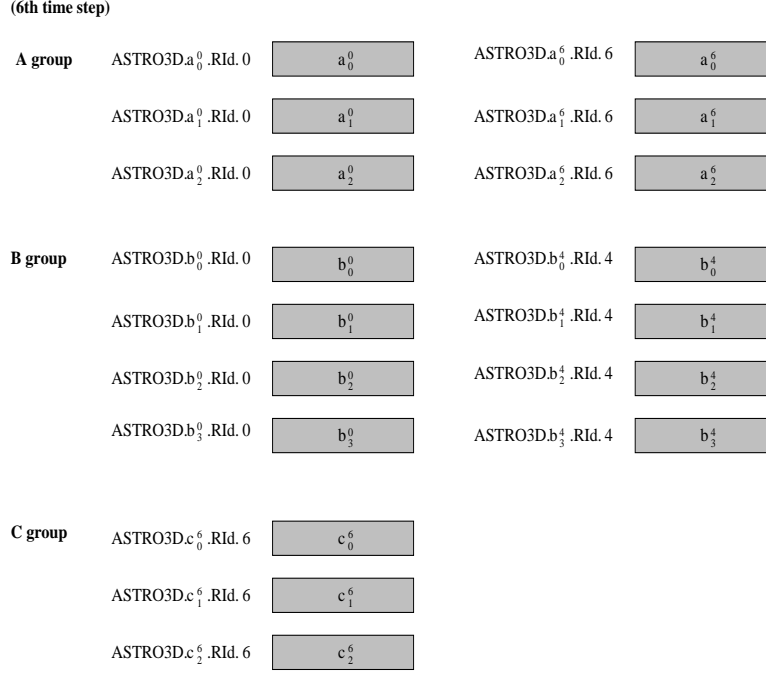 (6th time step)
A group ASTRO3D.a⁰₀ .RId. 0 a⁰₀ ASTRO3D.a⁶₀ .RId. 6 a⁶₀
ASTRO3D.a⁰₁ .RId. 0 a⁰₁ ASTRO3D.a⁶₁ .RId. 6 a⁶₁
ASTRO3D.a⁰₂ .RId. 0 a⁰₂ ASTRO3D.a⁶₂ .RId. 6 a⁶₂
B group ASTRO3D.b⁰₀ .RId. 0 b⁰₀ ASTRO3D.b⁴₀ .RId. 4 b⁴₀
ASTRO3D.b⁰₁ .RId. 0 b⁰₁ ASTRO3D.b⁴₁ .RId. 4 b⁴₁
ASTRO3D.b⁰₂ .RId. 0 b⁰₂ ASTRO3D.b⁴₂ .RId. 4 b⁴₂
ASTRO3D.b⁰₃ .RId. 0 b⁰₃ ASTRO3D.b⁴₃ .RId. 4 b⁴₃
C group ASTRO3D.c⁶₀ .RId. 6 c⁶₀
ASTRO3D.c⁶₁ .RId. 6 c⁶₁
ASTRO3D.c⁶₂ .RId. 6 c⁶₂